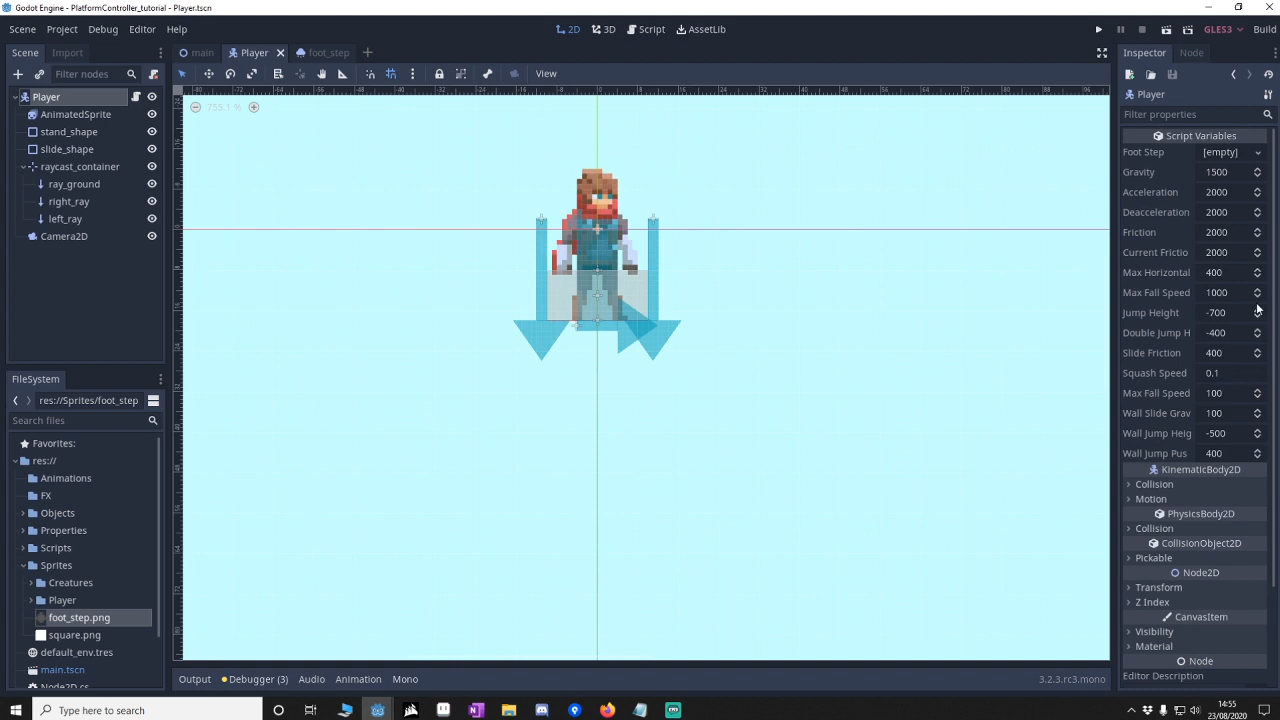 Godot Engine - PlatformController_tutorial - Player.tscn
Scene Project Debug Editor Help
2D 3D Script AssetLib
GLES3 Build
Scene Import
main Player foot_step
Inspector Node
Filter nodes
View
Player
AnimatedSprite
stand_shape
slide_shape
raycast_container
ray_ground
right_ray
left_ray
Camera2D
755.1 %
Player
Filter properties
Script Variables
Foot Step [empty]
Gravity 1500
Acceleration 2000
Deacceleration 2000
Friction 2000
Current Frictio 2000
Max Horizontal 400
Max Fall Speed 1000
Jump Height -700
Double Jump H -400
Slide Friction 400
Squash Speed 0.1
Max Fall Speed 100
Wall Slide Grav 100
Wall Jump Heig -500
Wall Jump Pus 400
KinematicBody2D
Collision
Motion
PhysicsBody2D
Collision
CollisionObject2D
Pickable
Node2D
Transform
Z Index
CanvasItem
Visibility
Material
Node
Editor Description
FileSystem
res://Sprites/foot_step
Search files
Favorites:
res://
Animations
FX
Objects
Properties
Scripts
Sprites
Creatures
Player
foot_step.png
square.png
default_env.tres
main.tscn
Node2D.cs
Output Debugger (3) Audio Animation Mono
3.2.3.rc3.mono
Type here to search
14:55
23/08/2020